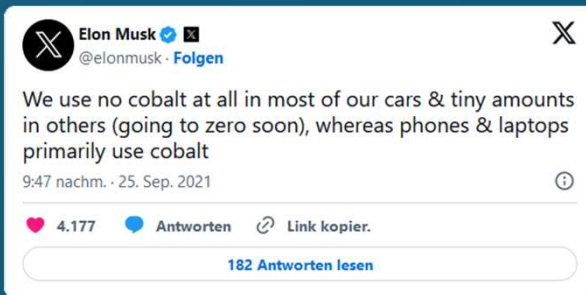 Elon Musk
@elonmusk · Folgen
We use no cobalt at all in most of our cars & tiny amounts
in others (going to zero soon), whereas phones & laptops
primarily use cobalt
9:47 nachm. · 25. Sep. 2021
4.177 Antworten Link kopier.
182 Antworten lesen